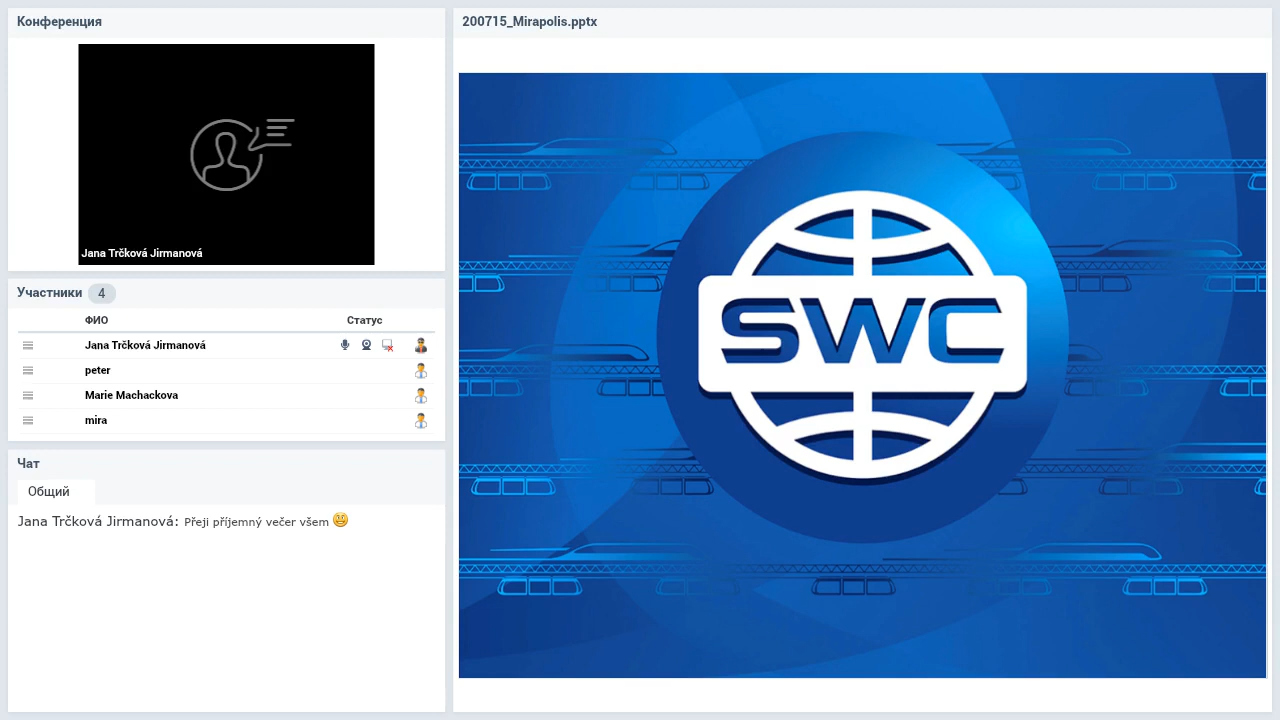 Конференция
Jana Trčková Jirmanová
Участники 4
ФИО Статус
Jana Trčková Jirmanová
peter
Marie Machackova
mira
Чат
Общий
Jana Trčková Jirmanová: Přeji příjemný večer všem
200715_Mirapolis.pptx
SWC